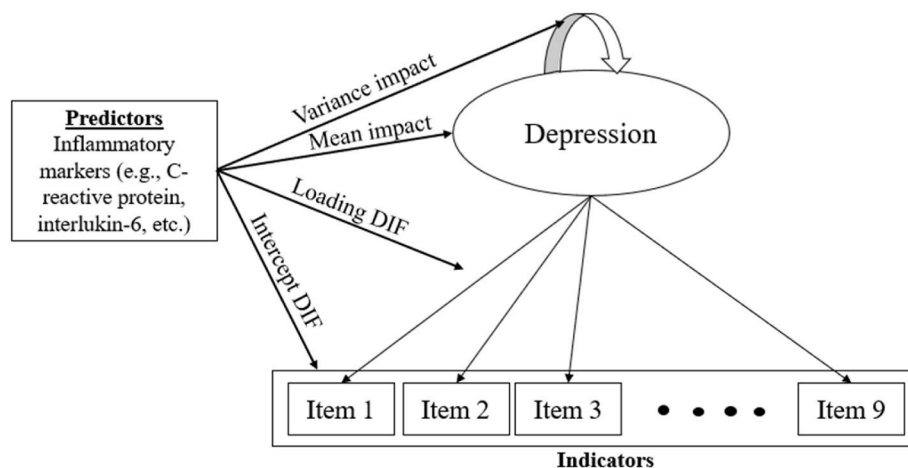 Predictors
Inflammatory
markers (e.g., C-
reactive protein,
interlukin-6, etc.)
Variance impact
Mean impact
Loading DIF
Intercept DIF
Depression
Item 1
Item 2
Item 3
Item 9
Indicators